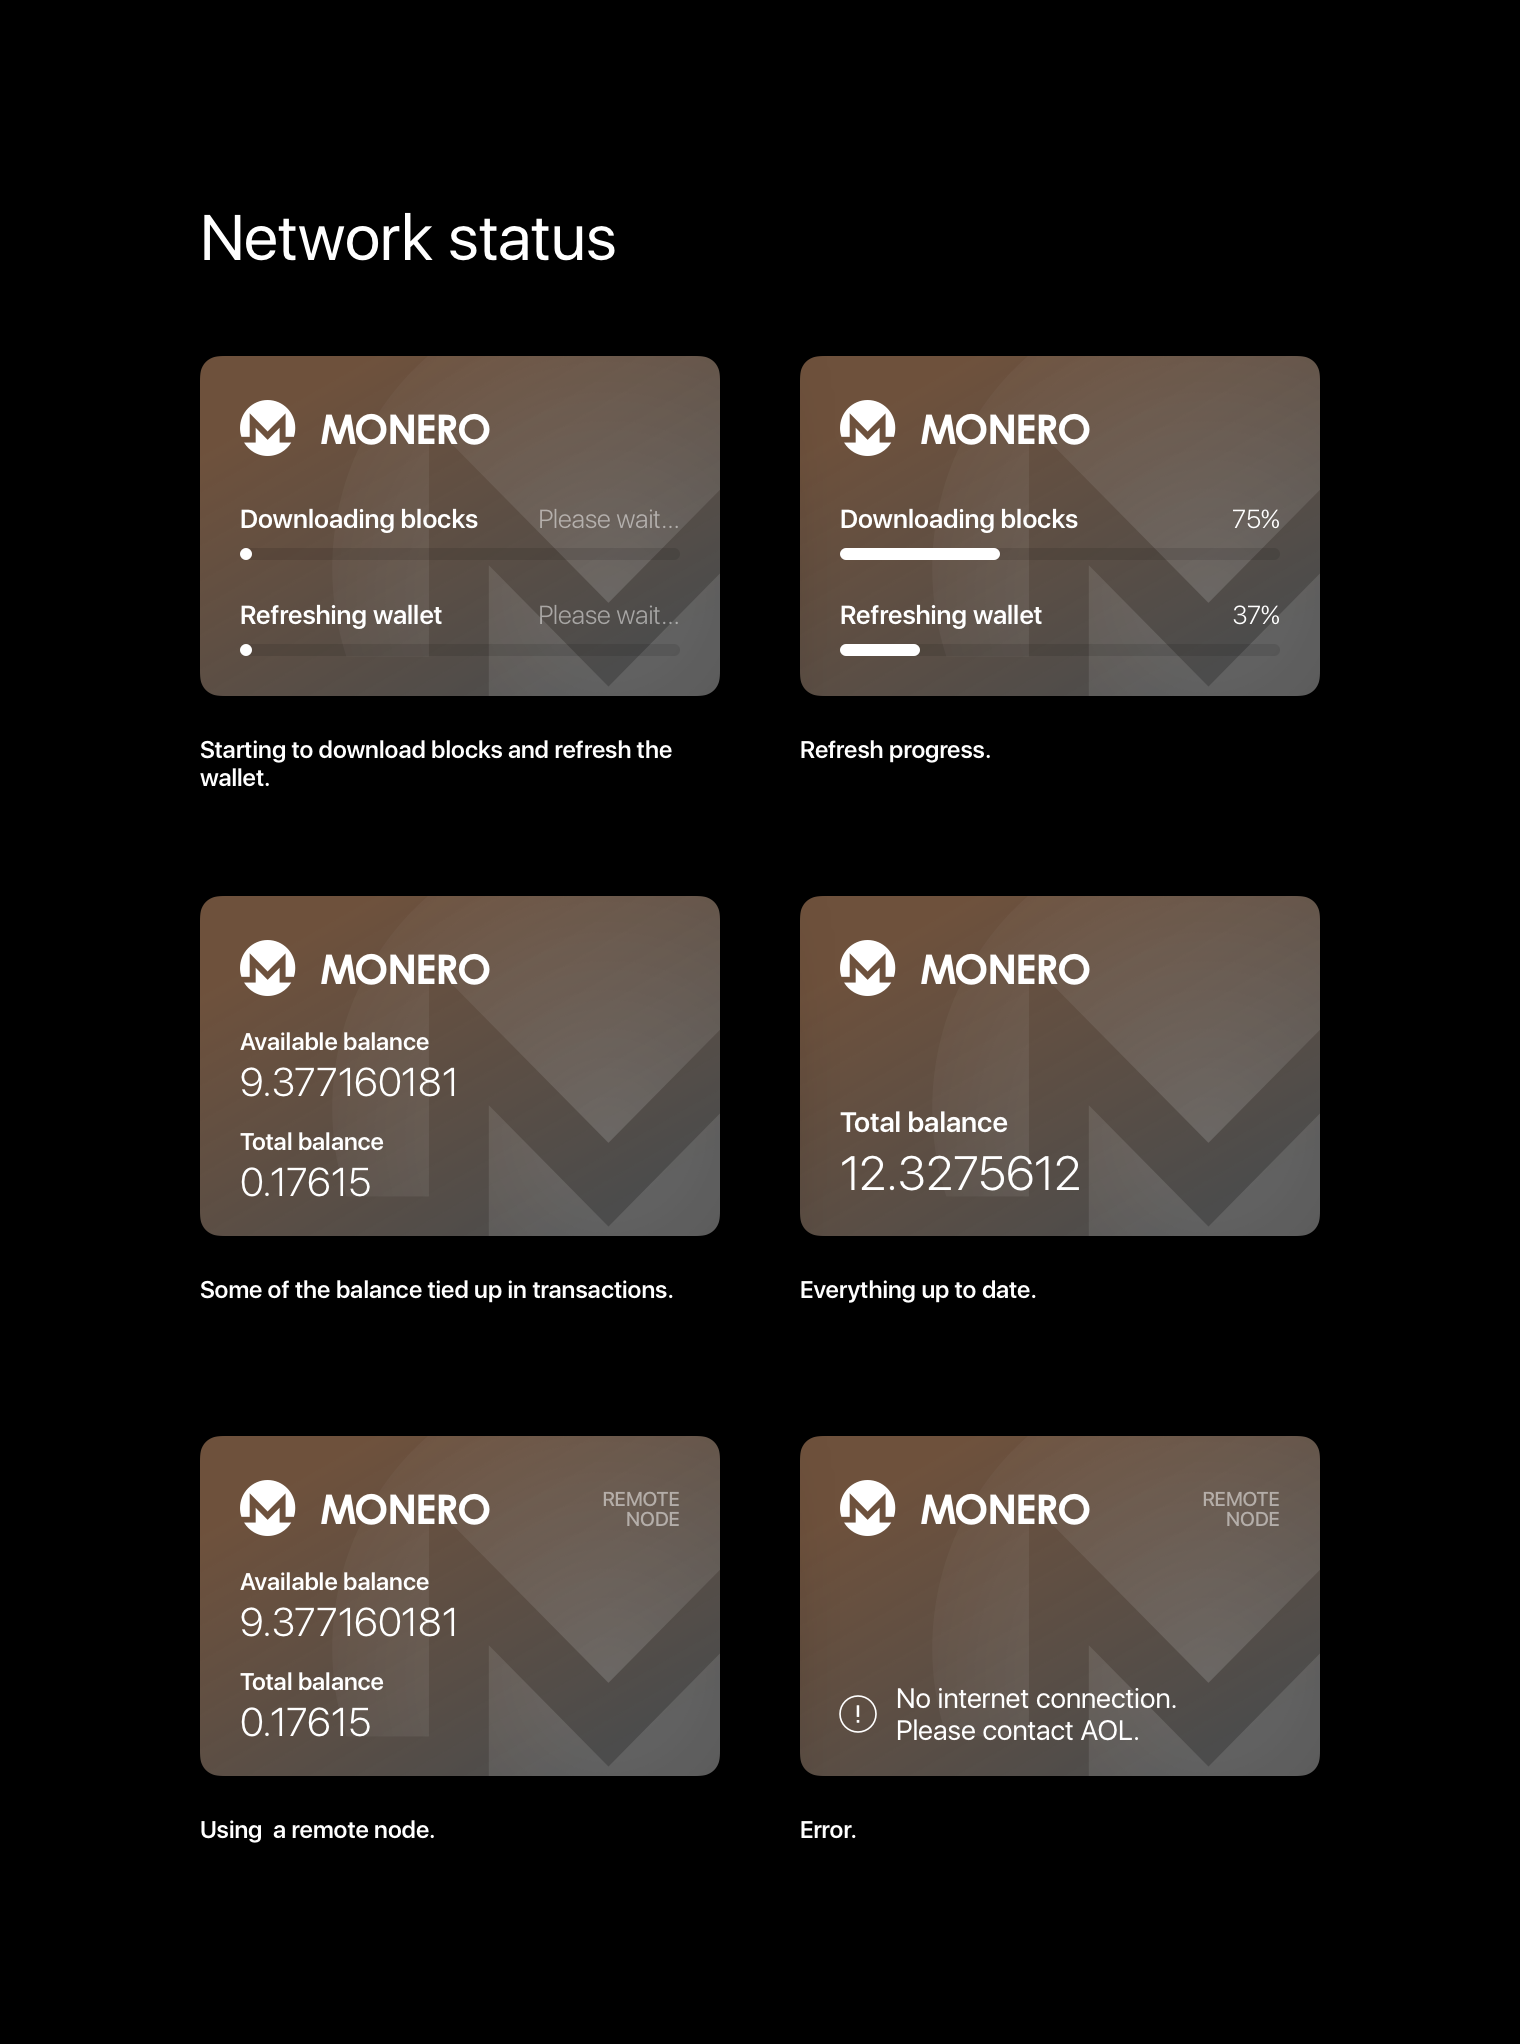 Network status
MONERO
Downloading blocks Please wait...
Refreshing wallet Please wait...
Starting to download blocks and refresh the
wallet.
MONERO
Downloading blocks 75%
Refreshing wallet 37%
Refresh progress.
MONERO
Available balance
9.377160181
Total balance
0.17615
Some of the balance tied up in transactions.
MONERO
Total balance
12.3275612
Everything up to date.
MONERO
REMOTE
NODE
Available balance
9.377160181
Total balance
0.17615
Using  a remote node.
MONERO
REMOTE
NODE
No internet connection.
Please contact AOL.
Error.